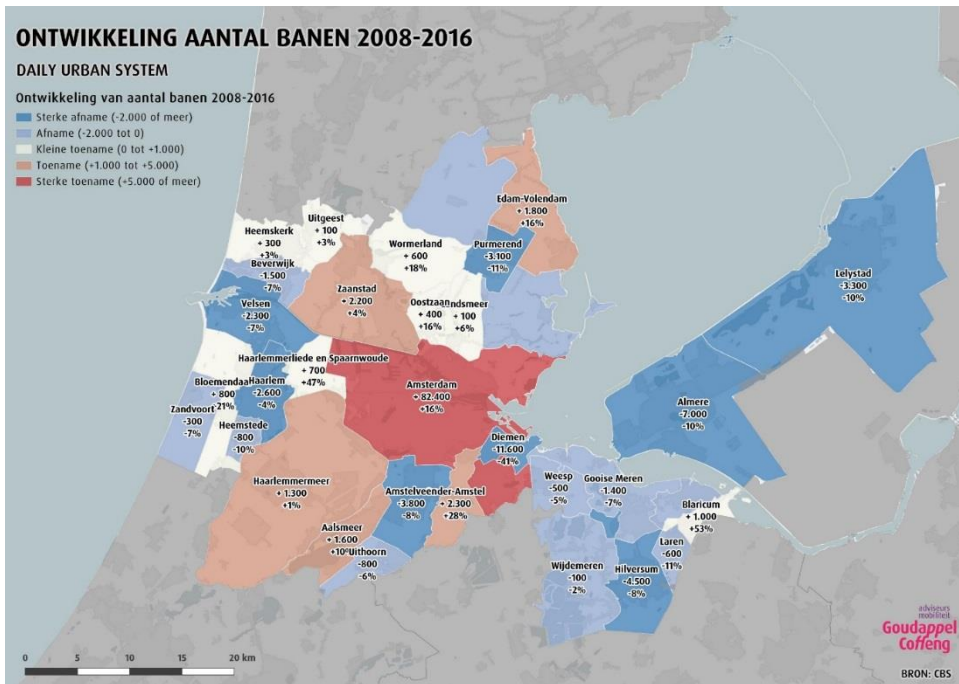 ONTWIKKELING AANTAL BANEN 2008-2016
DAILY URBAN SYSTEM
Ontwikkeling van aantal banen 2008-2016
Sterke afname (-2.000 of meer)
Afname (-2.000 tot 0)
Kleine toename (0 tot +1.000)
Toename (+1.000 tot +5.000)
Sterke toename (+5.000 of meer)
Edam-Volendam
+ 1.800
+16%
Uitgeest
+ 100
+3%
Heemskerk
+ 300
+3%
Wormerland
+ 600
+18%
Purmerend
-3.100
-11%
Beverwijk
-1.500
-7%
Lelystad
-3.300
-10%
Zaanstad
+ 2.200
+4%
Velsen
-2.300
-7%
Oostzaan
+ 400
+16%
ndsmeer
+ 100
+6%
Haarlemmerliede en Spaarnwoude
+ 700
+47%
Bloemendaa
+ 800
-21%
Haarlem
-2.600
-4%
Amsterdam
+ 82.400
+16%
Zandvoort
-300
-7%
Almere
-7.000
-10%
Heemstede
-800
-10%
Diemen
-11.600
-41%
Haarlemmermeer
+ 1.300
+1%
Amstelveender-Amstel
-3.800
-8%
+ 2.300
+28%
Weesp
-500
-5%
Gooise Meren
-1.400
-7%
Blaricum
+ 1.000
+53%
Aalsmeer
+ 1.600
+10%
Uithoorn
-800
-6%
Laren
-600
-11%
Wijdemeren
-100
-2%
Hilversum
-4.500
-8%
adviseurs
mobiliteit
Goudappel
Coffeng
0 5 10 15 20 km
BRON: CBS